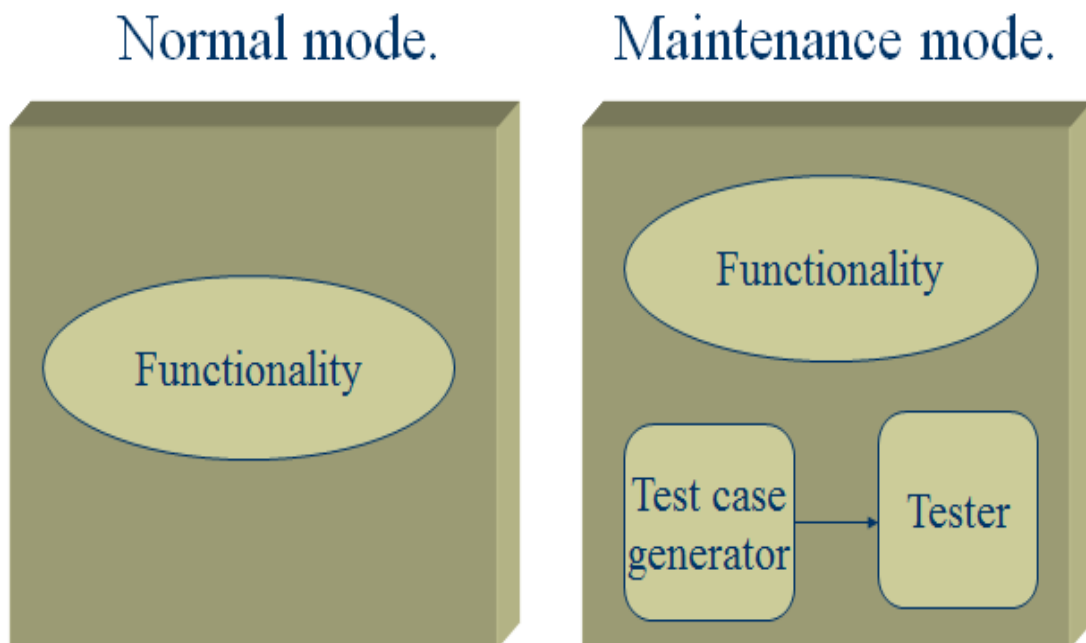 Normal mode.
Maintenance mode.
Functionality
Functionality
Test case
generator
Tester